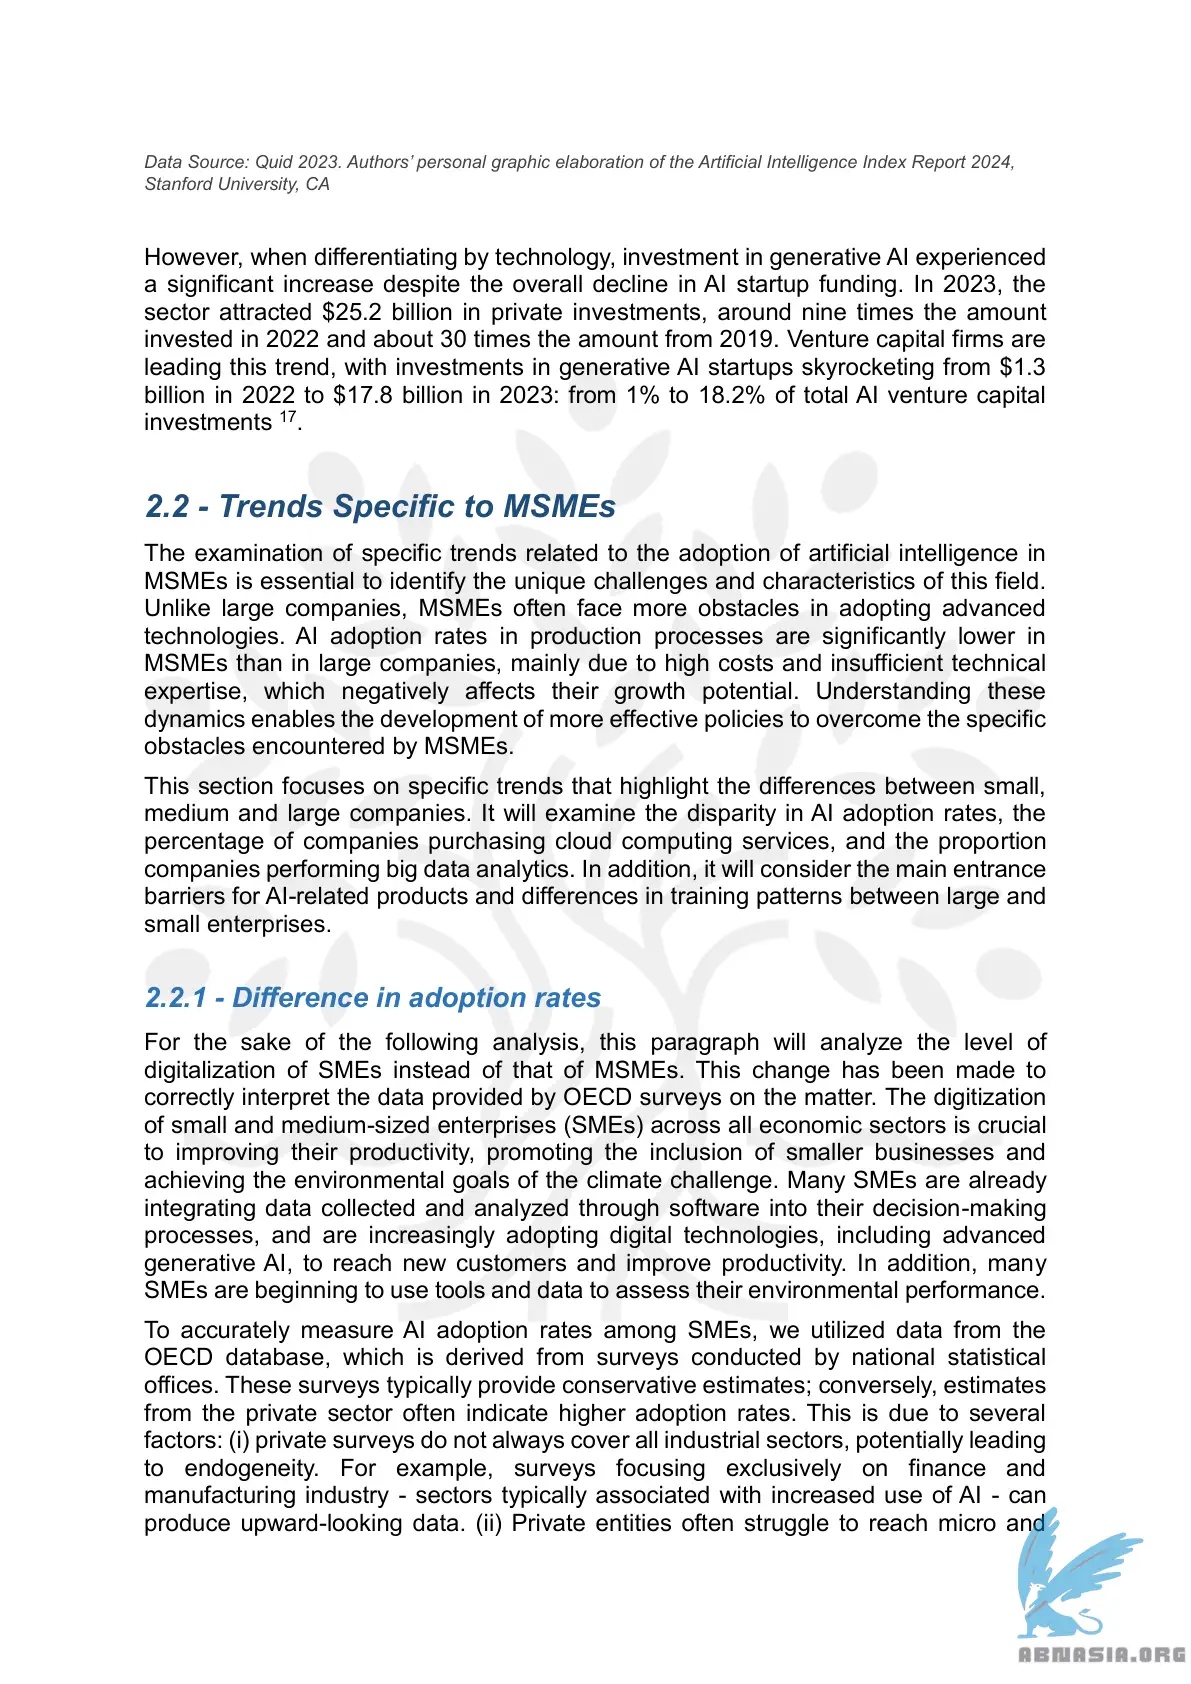 Data Source: Quid 2023. Authors’ personal graphic elaboration of the Artificial Intelligence Index Report 2024,
Stanford University, CA
However, when differentiating by technology, investment in generative AI experienced
a significant increase despite the overall decline in AI startup funding. In 2023, the
sector attracted $25.2 billion in private investments, around nine times the amount
invested in 2022 and about 30 times the amount from 2019. Venture capital firms are
leading this trend, with investments in generative AI startups skyrocketing from $1.3
billion in 2022 to $17.8 billion in 2023: from 1% to 18.2% of total AI venture capital
investments 17.
2.2 - Trends Specific to MSMEs
The examination of specific trends related to the adoption of artificial intelligence in
MSMEs is essential to identify the unique challenges and characteristics of this field.
Unlike large companies, MSMEs often face more obstacles in adopting advanced
technologies. AI adoption rates in production processes are significantly lower in
MSMEs than in large companies, mainly due to high costs and insufficient technical
expertise, which negatively affects their growth potential. Understanding these
dynamics enables the development of more effective policies to overcome the specific
obstacles encountered by MSMEs.
This section focuses on specific trends that highlight the differences between small,
medium and large companies. It will examine the disparity in AI adoption rates, the
percentage of companies purchasing cloud computing services, and the proportion
companies performing big data analytics. In addition, it will consider the main entrance
barriers for AI-related products and differences in training patterns between large and
small enterprises.
2.2.1 - Difference in adoption rates
For the sake of the following analysis, this paragraph will analyze the level of
digitalization of SMEs instead of that of MSMEs. This change has been made to
correctly interpret the data provided by OECD surveys on the matter. The digitization
of small and medium-sized enterprises (SMEs) across all economic sectors is crucial
to improving their productivity, promoting the inclusion of smaller businesses and
achieving the environmental goals of the climate challenge. Many SMEs are already
integrating data collected and analyzed through software into their decision-making
processes, and are increasingly adopting digital technologies, including advanced
generative AI, to reach new customers and improve productivity. In addition, many
SMEs are beginning to use tools and data to assess their environmental performance.
To accurately measure AI adoption rates among SMEs, we utilized data from the
OECD database, which is derived from surveys conducted by national statistical
offices. These surveys typically provide conservative estimates; conversely, estimates
from the private sector often indicate higher adoption rates. This is due to several
factors: (i) private surveys do not always cover all industrial sectors, potentially leading
to endogeneity. For example, surveys focusing exclusively on finance and
manufacturing industry - sectors typically associated with increased use of AI - can
produce upward-looking data. (ii) Private entities often struggle to reach micro and
ABNASIA.ORG